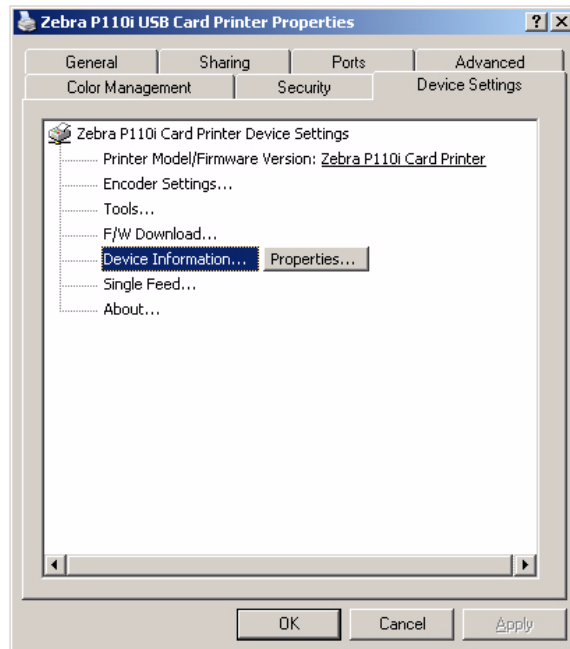 Zebra P110i USB Card Printer Properties
General Sharing Ports Advanced
Color Management Security Device Settings
Zebra P110i Card Printer Device Settings
Printer Model/Firmware Version: Zebra P110i Card Printer
Encoder Settings...
Tools...
F/W Download...
Device Information... Properties...
Single Feed...
About...
OK Cancel Apply